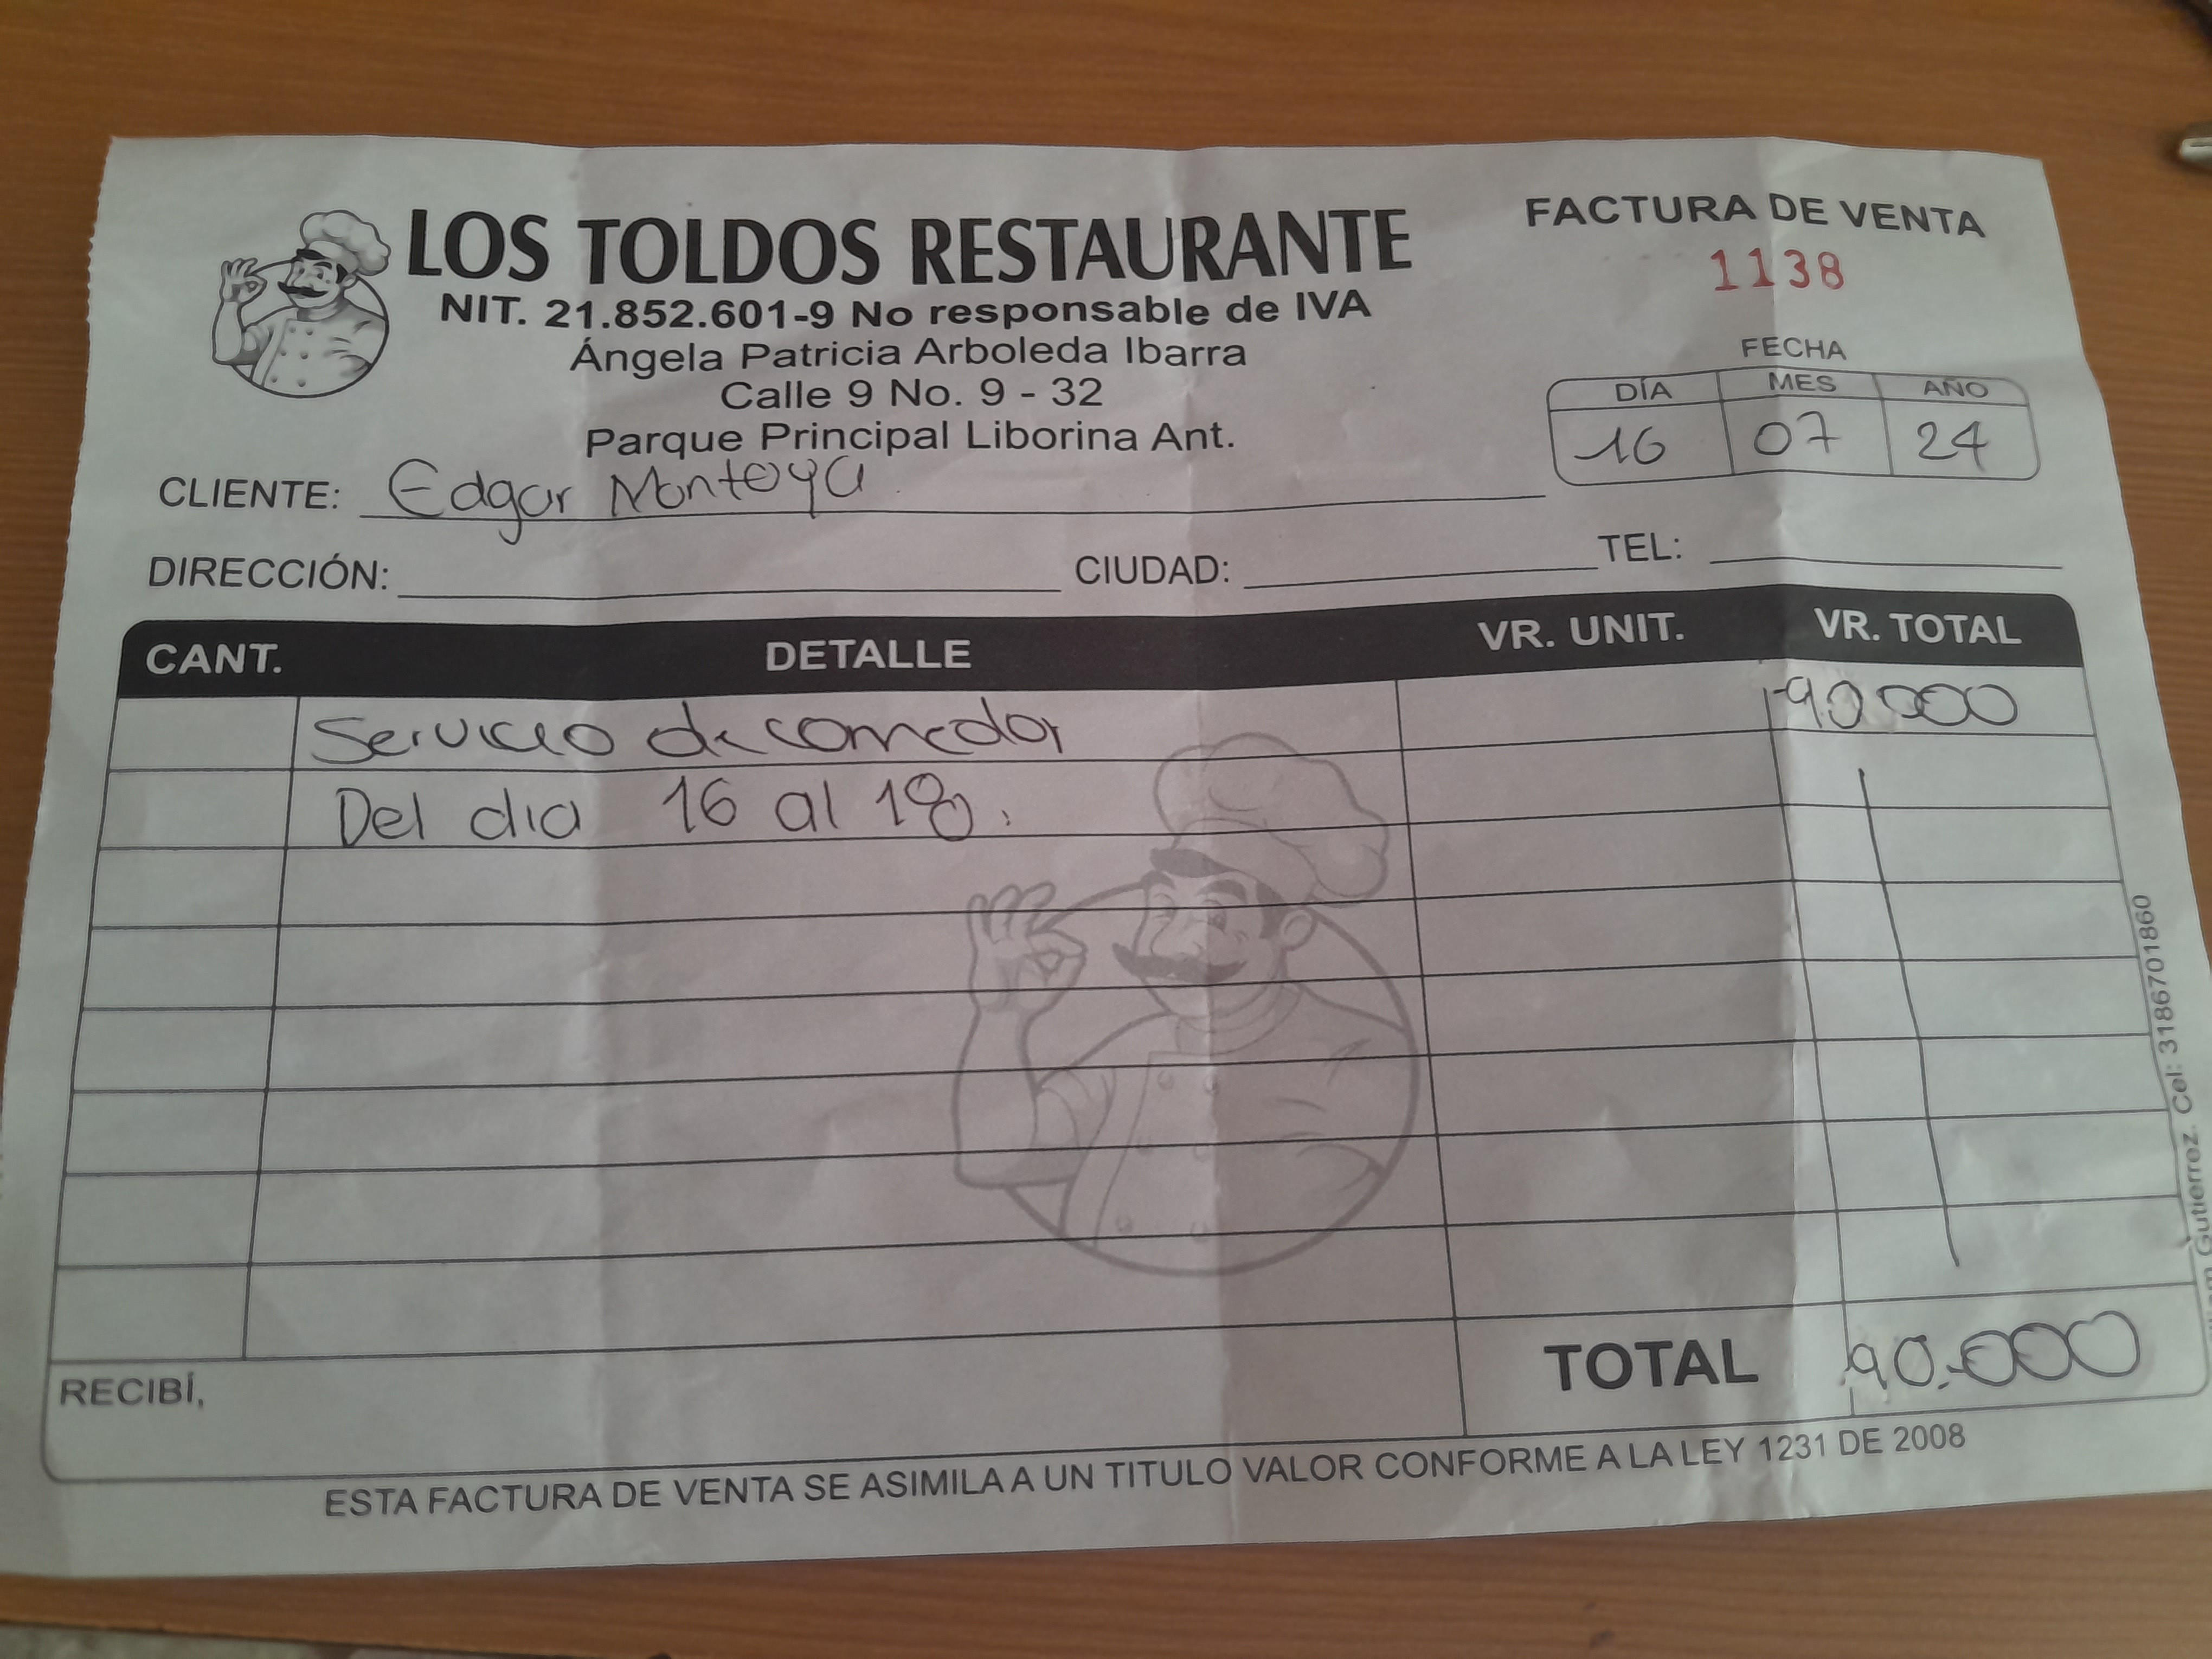 LOS TOLDOS RESTAURANTE
NIT. 21.852.601-9 No responsable de IVA
Ángela Patricia Arboleda Ibarra
Calle 9 No. 9 - 32
Parque Principal Liborina Ant.
FACTURA DE VENTA
1138
FECHA
DÍA MES AÑO
16 07 24
CLIENTE: Edgar Montoya
DIRECCIÓN: CIUDAD: TEL:
CANT. DETALLE VR. UNIT. VR. TOTAL
Servicio de comedor 90000
Del dia 16 al 18.
TOTAL 90.000
RECIBÍ,
ESTA FACTURA DE VENTA SE ASIMILA A UN TITULO VALOR CONFORME A LA LEY 1231 DE 2008
Gutierrez. Cel: 3186701860